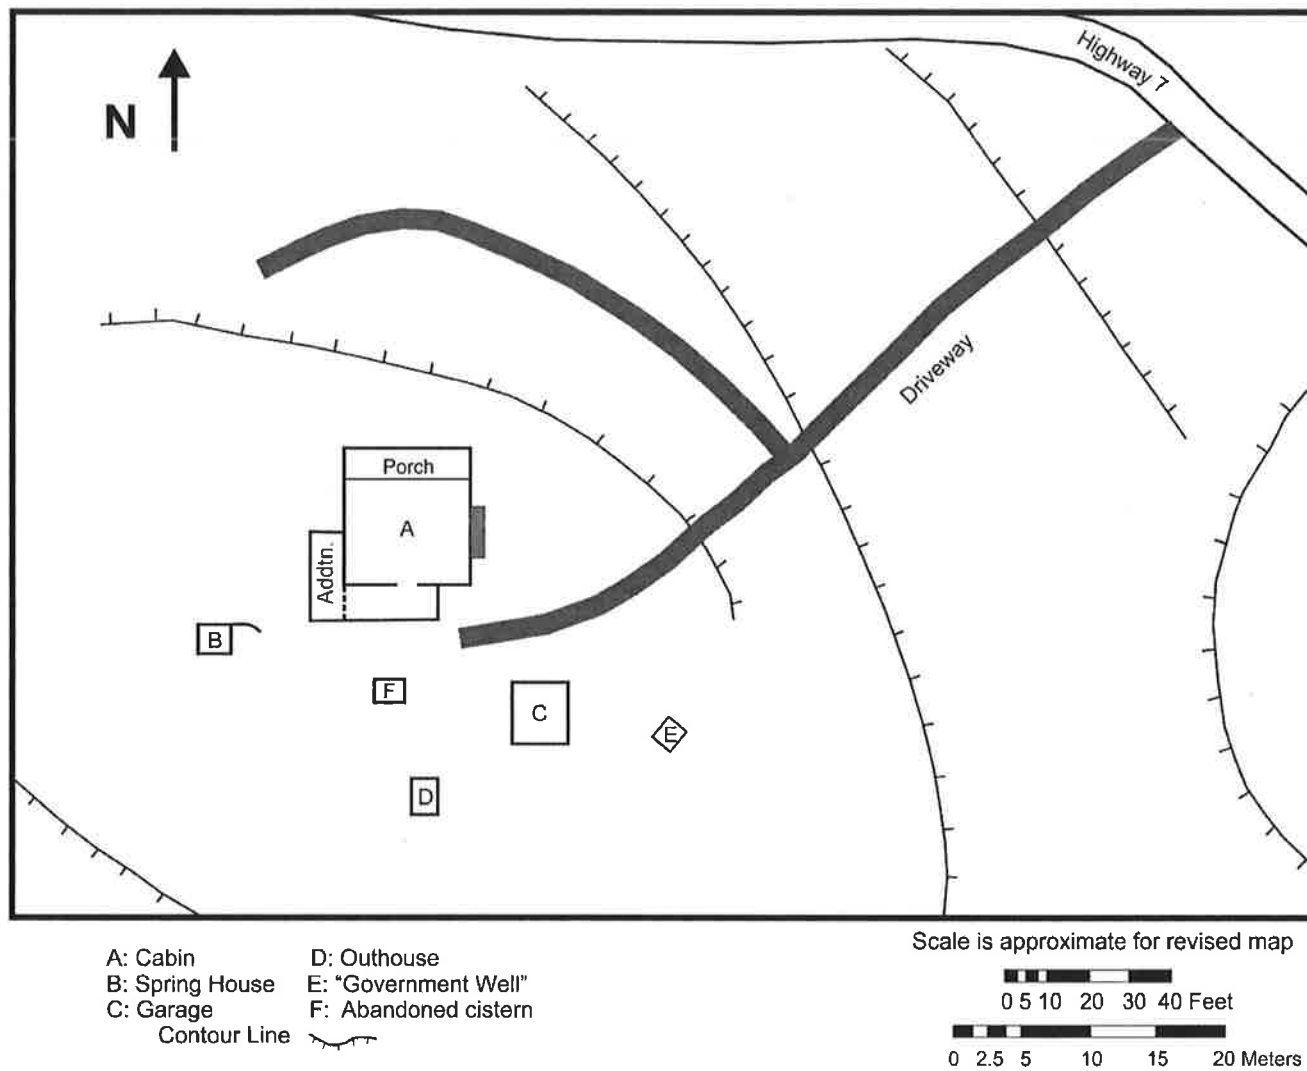 Highway 7
N
Driveway
Porch
A
Addtn.
B
F
C
E
D
A: Cabin
B: Spring House
C: Garage
Contour Line
D: Outhouse
E: “Government Well”
F: Abandoned cistern
Scale is approximate for revised map
0 5 10 20 30 40 Feet
0 2.5 5 10 15 20 Meters